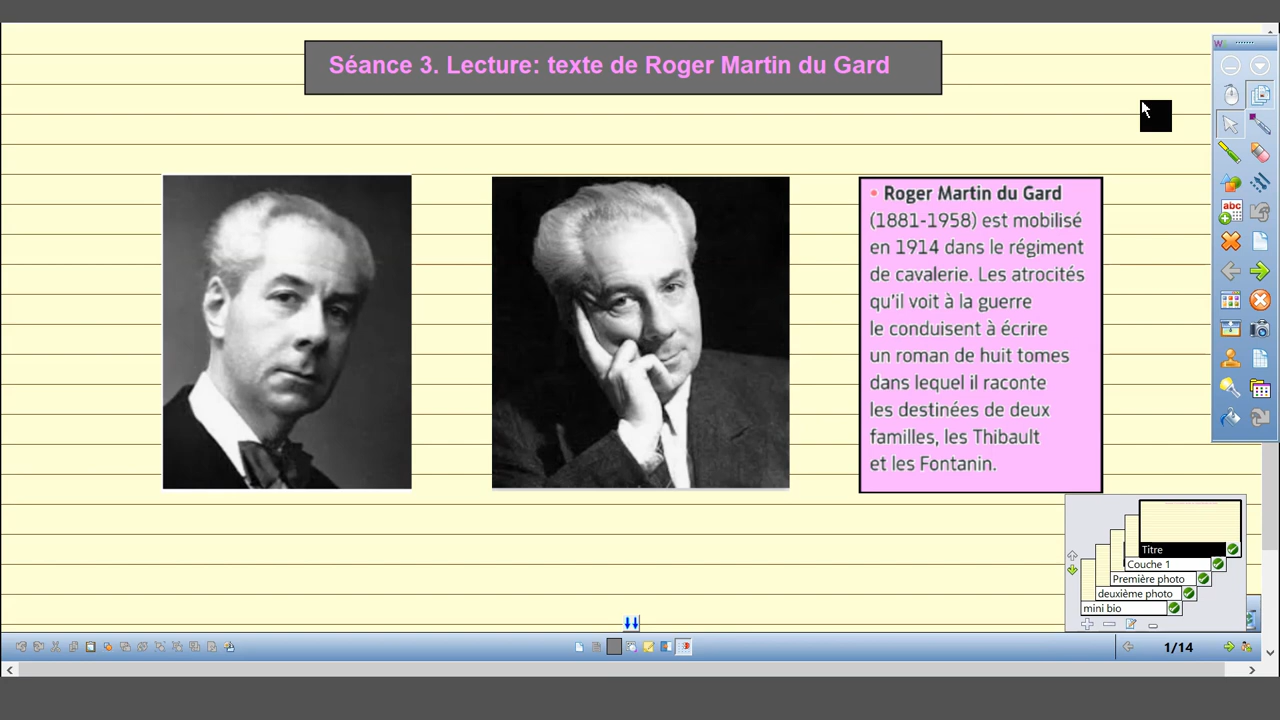 Séance 3. Lecture: texte de Roger Martin du Gard
• Roger Martin du Gard
(1881-1958) est mobilisé
en 1914 dans le régiment
de cavalerie. Les atrocités
qu'il voit à la guerre
le conduisent à écrire
un roman de huit tomes
dans lequel il raconte
les destinées de deux
familles, les Thibault
et les Fontanin.
abc
Titre
Couche 1
Première photo
deuxième photo
mini bio
1/14